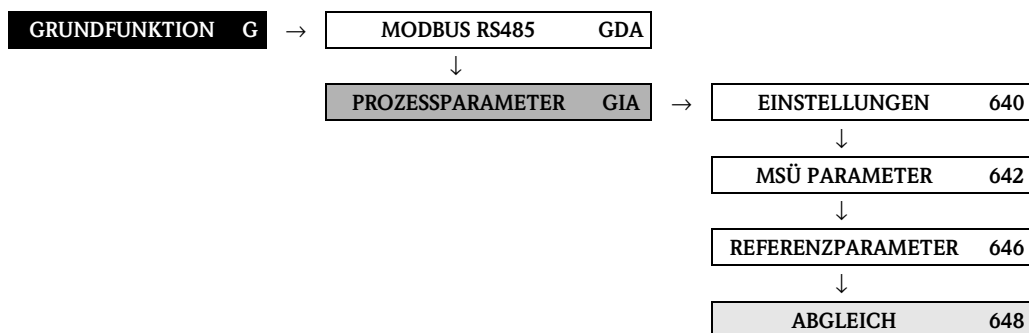 GRUNDFUNKTION G → MODBUS RS485 GDA
↓
PROZESSPARAMETER GIA → EINSTELLUNGEN 640
↓
MSÜ PARAMETER 642
↓
REFERENZPARAMETER 646
↓
ABGLEICH 648